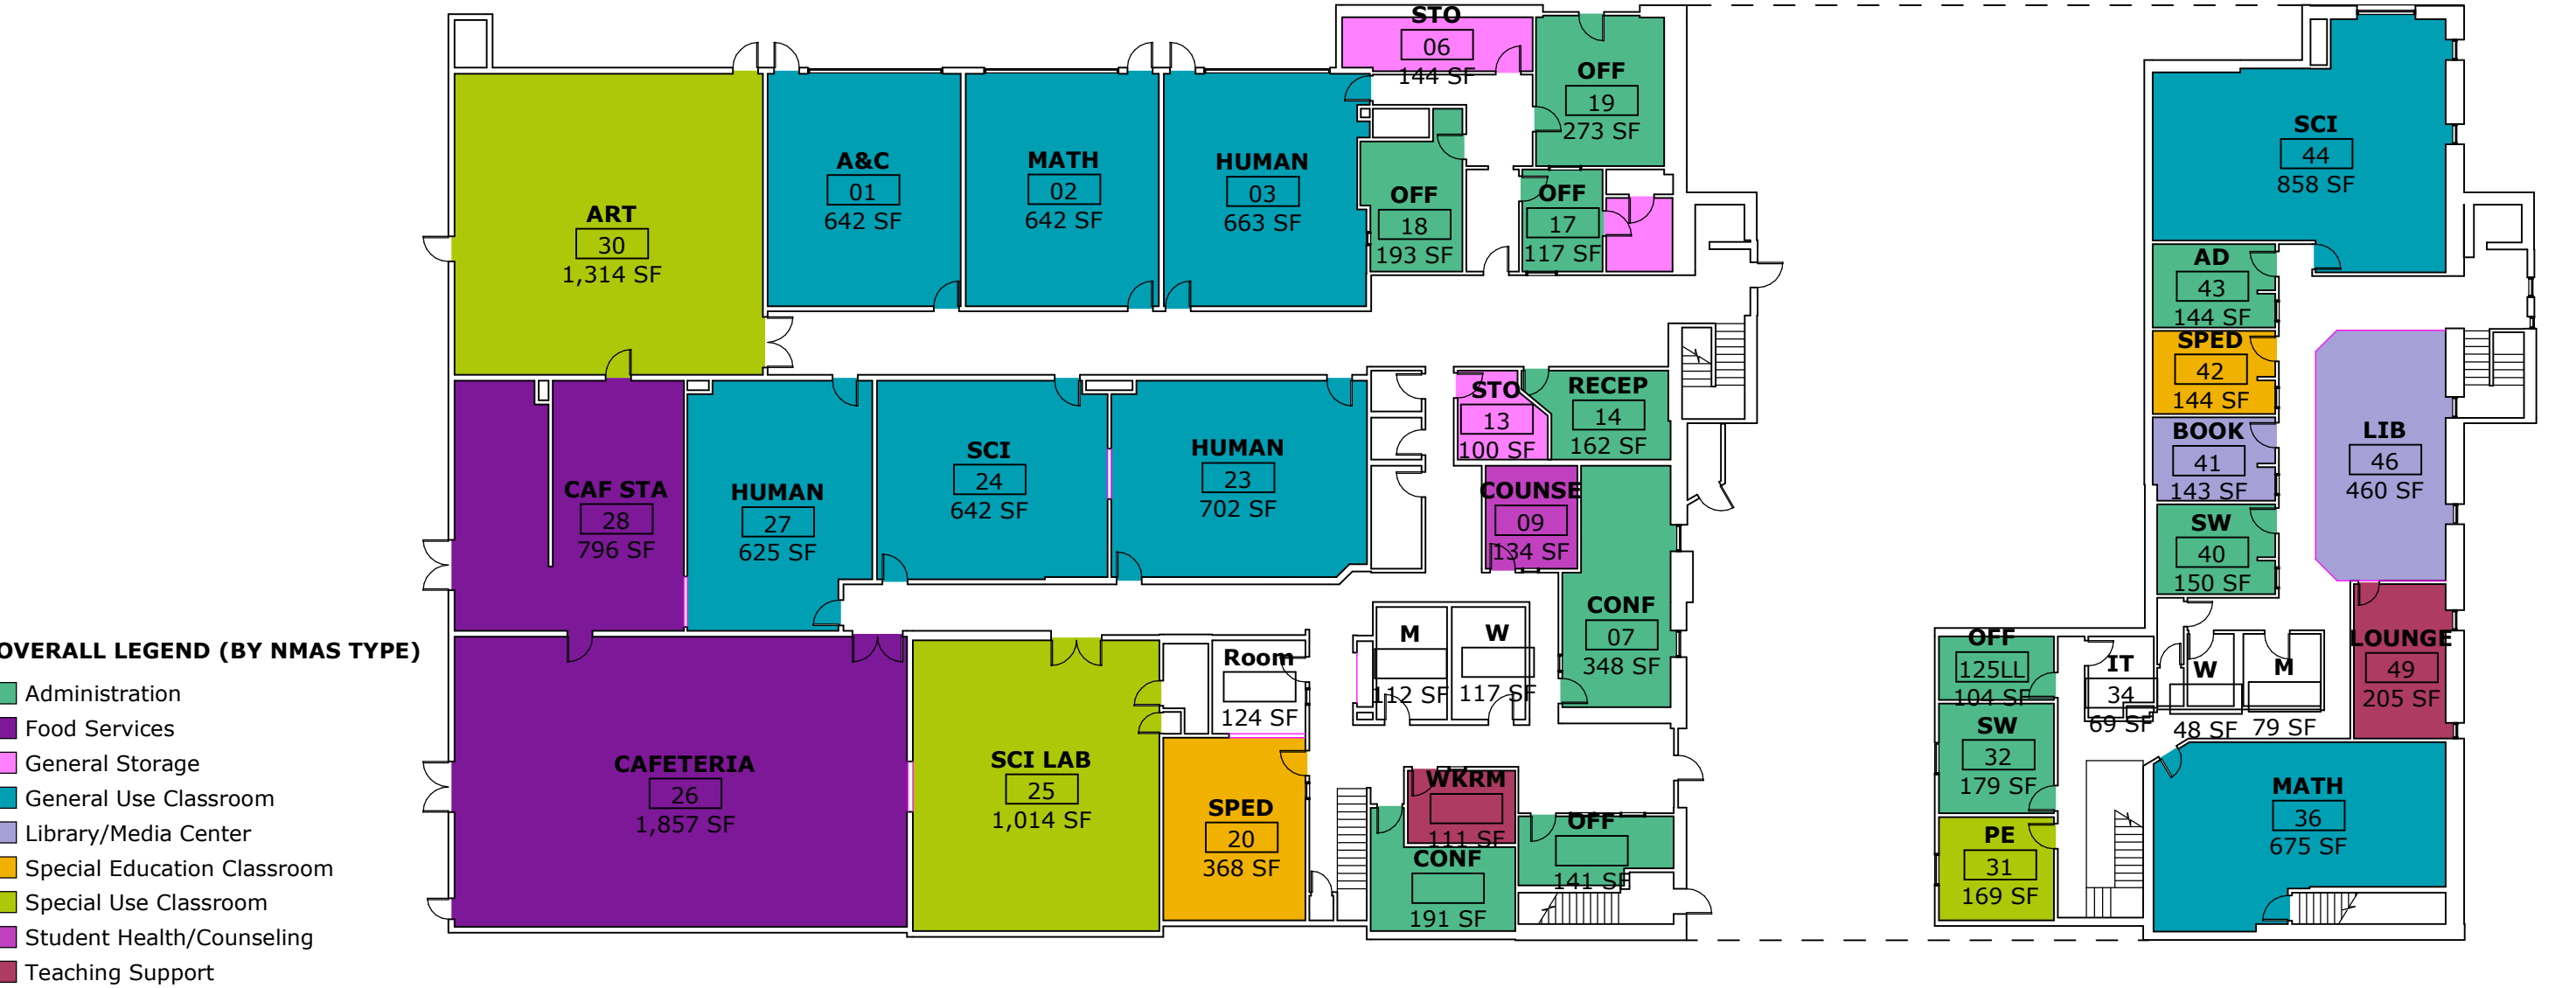 STO
06
144 SF
OFF
19
273 SF
SCI
44
858 SF
A&C
01
642 SF
MATH
02
642 SF
HUMAN
03
663 SF
OFF
18
193 SF
OFF
17
117 SF
ART
30
1,314 SF
AD
43
144 SF
SPED
42
144 SF
BOOK
41
143 SF
SW
40
150 SF
LIB
46
460 SF
STO
13
100 SF
RECEP
14
162 SF
CAF STA
28
796 SF
HUMAN
27
625 SF
SCI
24
642 SF
HUMAN
23
702 SF
COUNSE
09
134 SF
CONF
07
348 SF
M
112 SF
W
117 SF
Room
124 SF
OFF
125LL
104 SF
IT
34
69 SF
W
48 SF
M
79 SF
LOUNGE
49
205 SF
CAFETERIA
26
1,857 SF
SCI LAB
25
1,014 SF
SPED
20
368 SF
WKRM
111 SF
CONF
191 SF
OFF
141 SF
SW
32
179 SF
PE
31
169 SF
MATH
36
675 SF
OVERALL LEGEND (BY NMAS TYPE)
Administration
Food Services
General Storage
General Use Classroom
Library/Media Center
Special Education Classroom
Special Use Classroom
Student Health/Counseling
Teaching Support